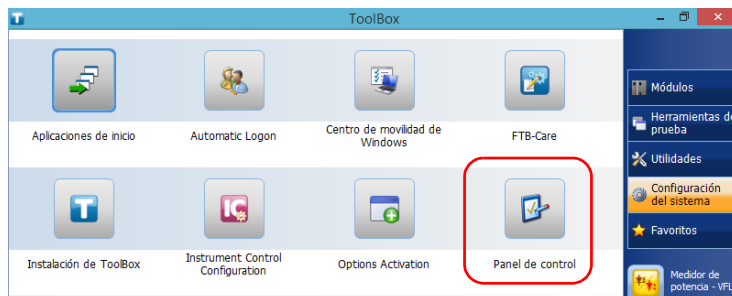 ToolBox
Aplicaciones de inicio
Automatic Logon
Centro de movilidad de
Windows
FTB-Care
Instalación de ToolBox
Instrument Control
Configuration
Options Activation
Panel de control
Módulos
Herramientas de
prueba
Utilidades
Configuración
del sistema
Favoritos
Medidor de
potencia - VFL